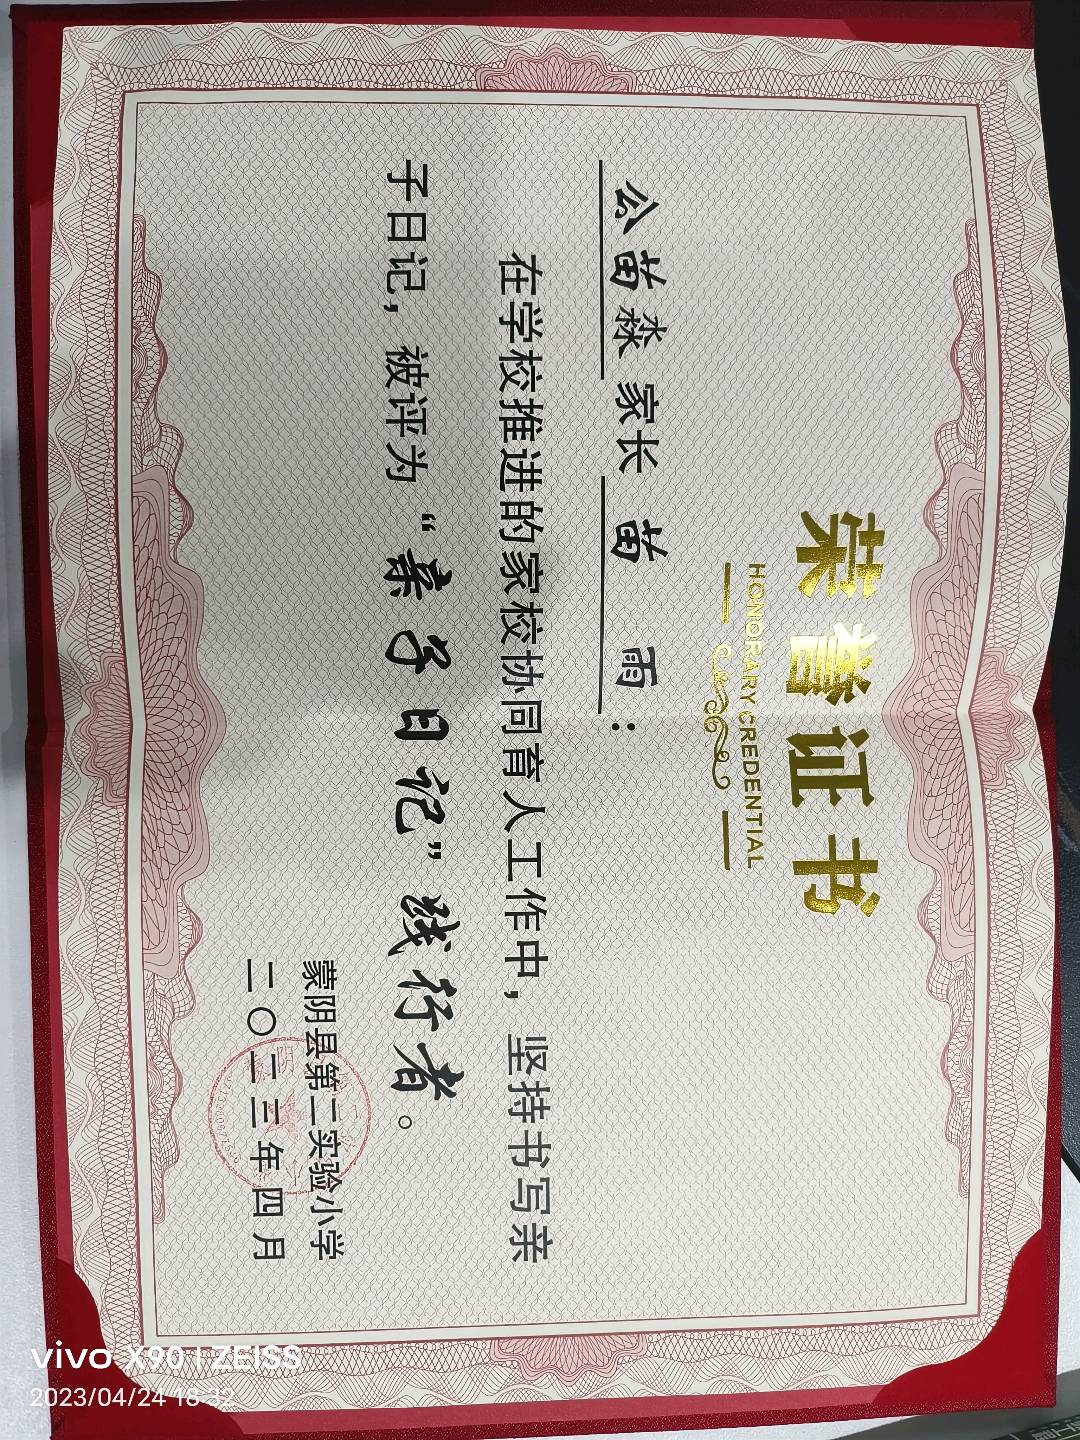 荣誉证书
HONORARY CREDENTIAL
公苗淼家长 苗 雨：
在学校推进的家校协同育人工作中，坚持书写亲
子日记，被评为“亲子日记”践行者。
蒙阴县第二实验小学
二〇二三年四月
vivo X90 | ZEISS
2023/04/24 18:32